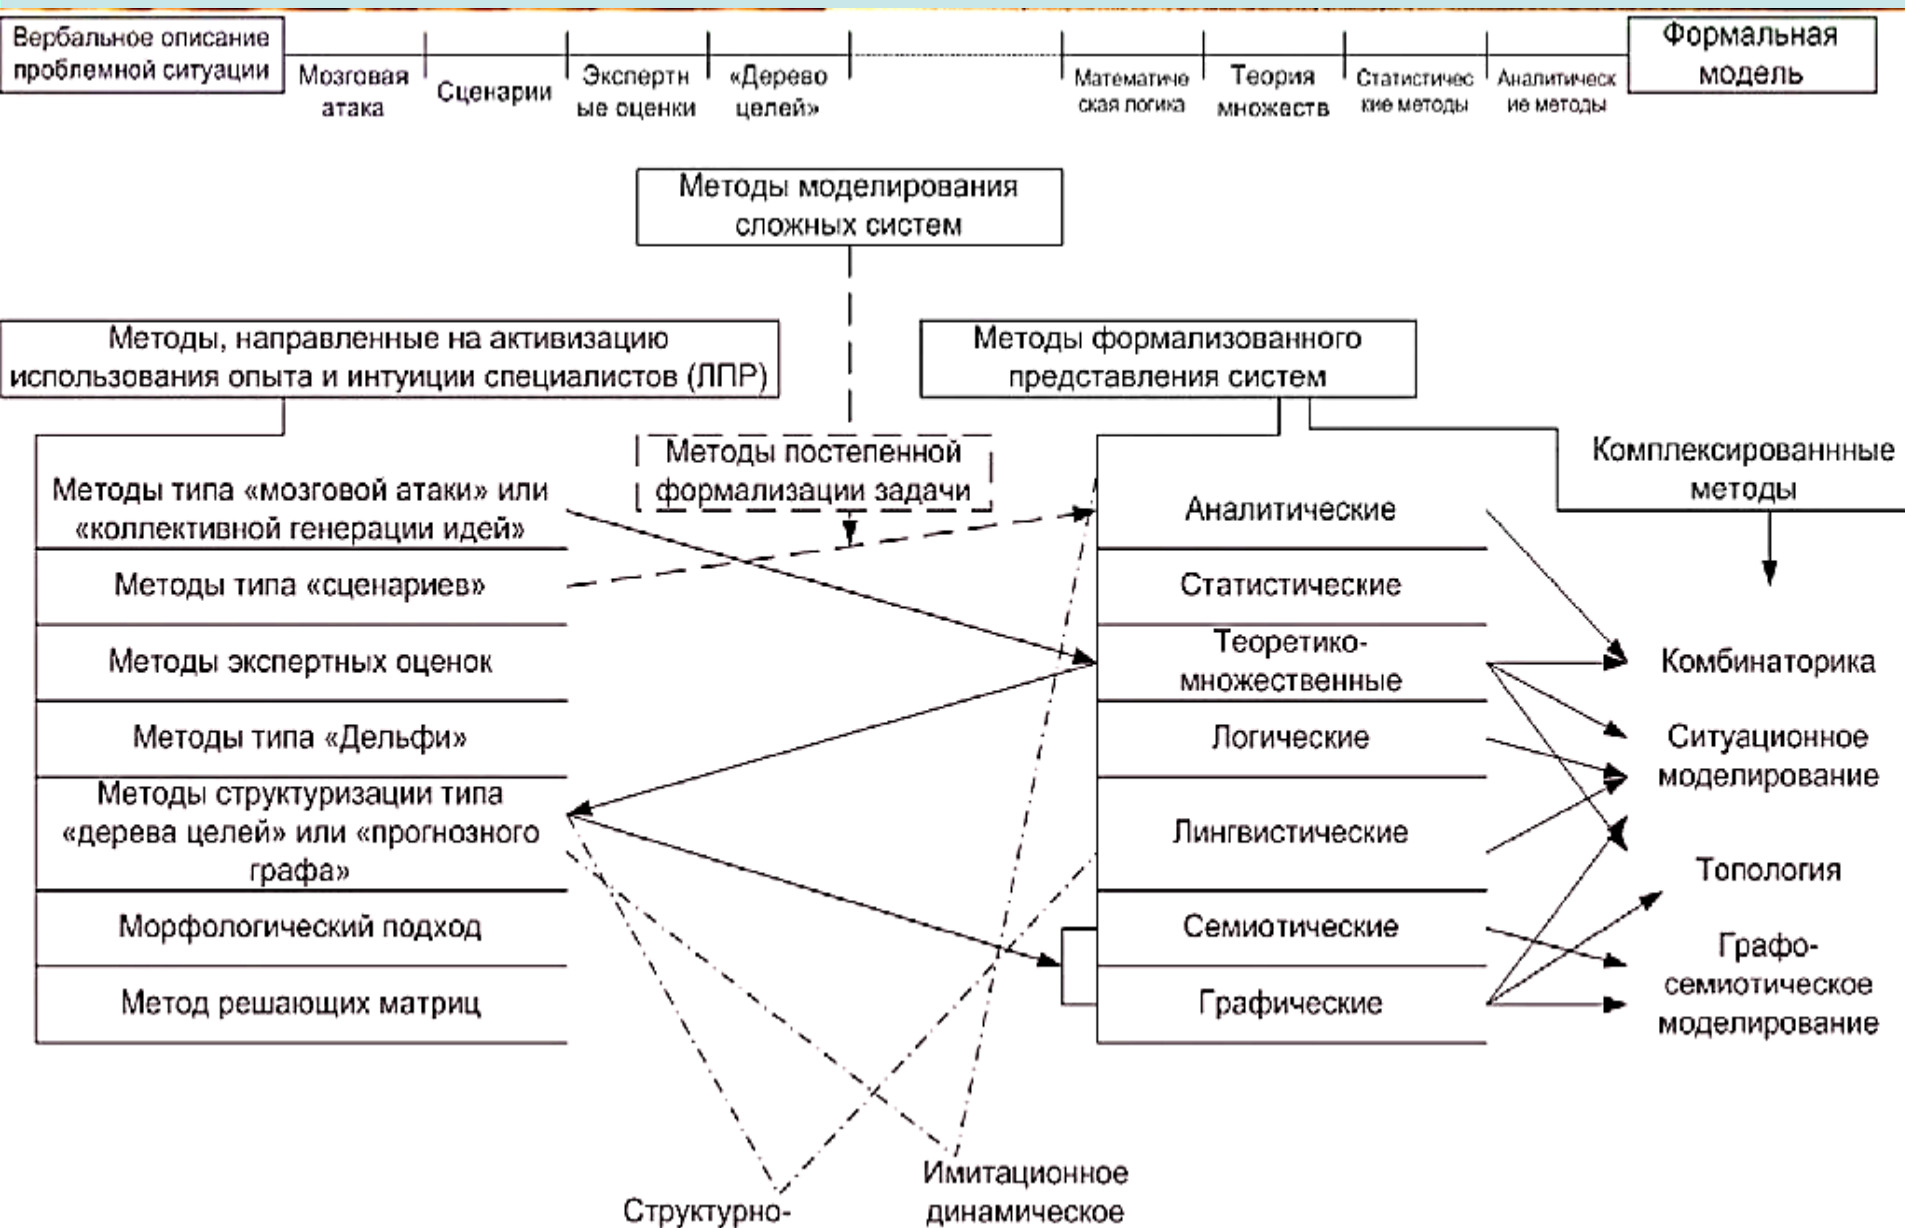 Вербальное описание
проблемной ситуации
Мозговая
атака
Сценарии
Экспертн
ые оценки
«Дерево
целей»
Математиче
ская логика
Теория
множеств
Статистичес
кие методы
Аналитическ
ие методы
Формальная
модель
Методы моделирования
сложных систем
Методы, направленные на активизацию
использования опыта и интуиции специалистов (ЛПР)
Методы формализованного
представления систем
Методы постепенной
формализации задачи
Комплексированнные
методы
Методы типа «мозговой атаки» или
«коллективной генерации идей»
Методы типа «сценариев»
Методы экспертных оценок
Методы типа «Дельфи»
Методы структуризации типа
«дерева целей» или «прогнозного
графа»
Морфологический подход
Метод решающих матриц
Аналитические
Статистические
Теоретико-
множественные
Логические
Лингвистические
Семиотические
Графические
Комбинаторика
Ситуационное
моделирование
Топология
Графо-
семиотическое
моделирование
Структурно-
Имитационное
динамическое